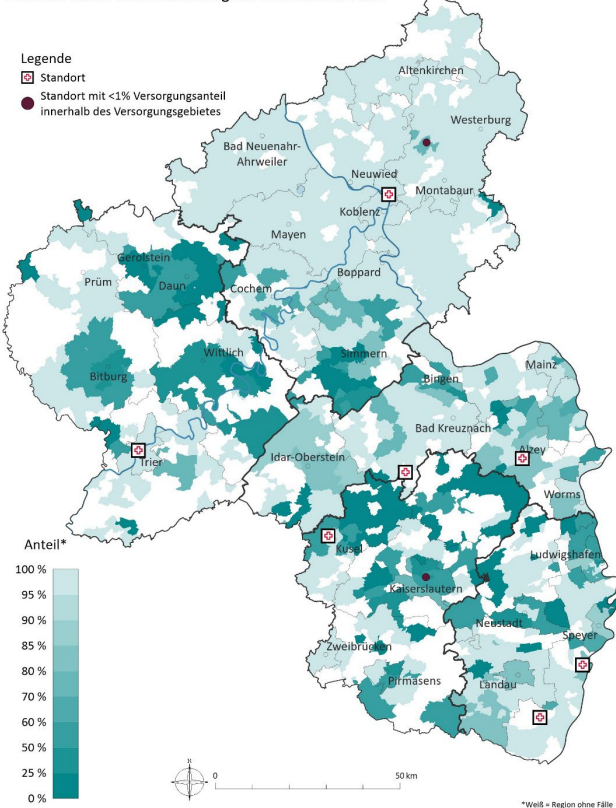 Legende
Standort
Standort mit <1% Versorgungsanteil
innerhalb des Versorgungsgebietes
Altenkirchen
Westerburg
Bad Neuenahr-
Ahrweiler
Neuwied
Montabaur
Koblenz
Mayen
Gerolstein
Boppard
Prüm
Daun
Cochem
Wittlich
Simmern
Mainz
Bitburg
Bingen
Bad Kreuznach
Alzey
Trier
Idar-Oberstein
Worms
Kusel
Ludwigshafen
Kaiserslautern
Neustadt
Speyer
Zweibrücken
Pirmasens
Landau
Anteil*
100 %
95 %
90 %
85 %
80 %
70 %
60 %
50 %
25 %
0 %
N
0
50 km
*Weiß = Region ohne Fälle